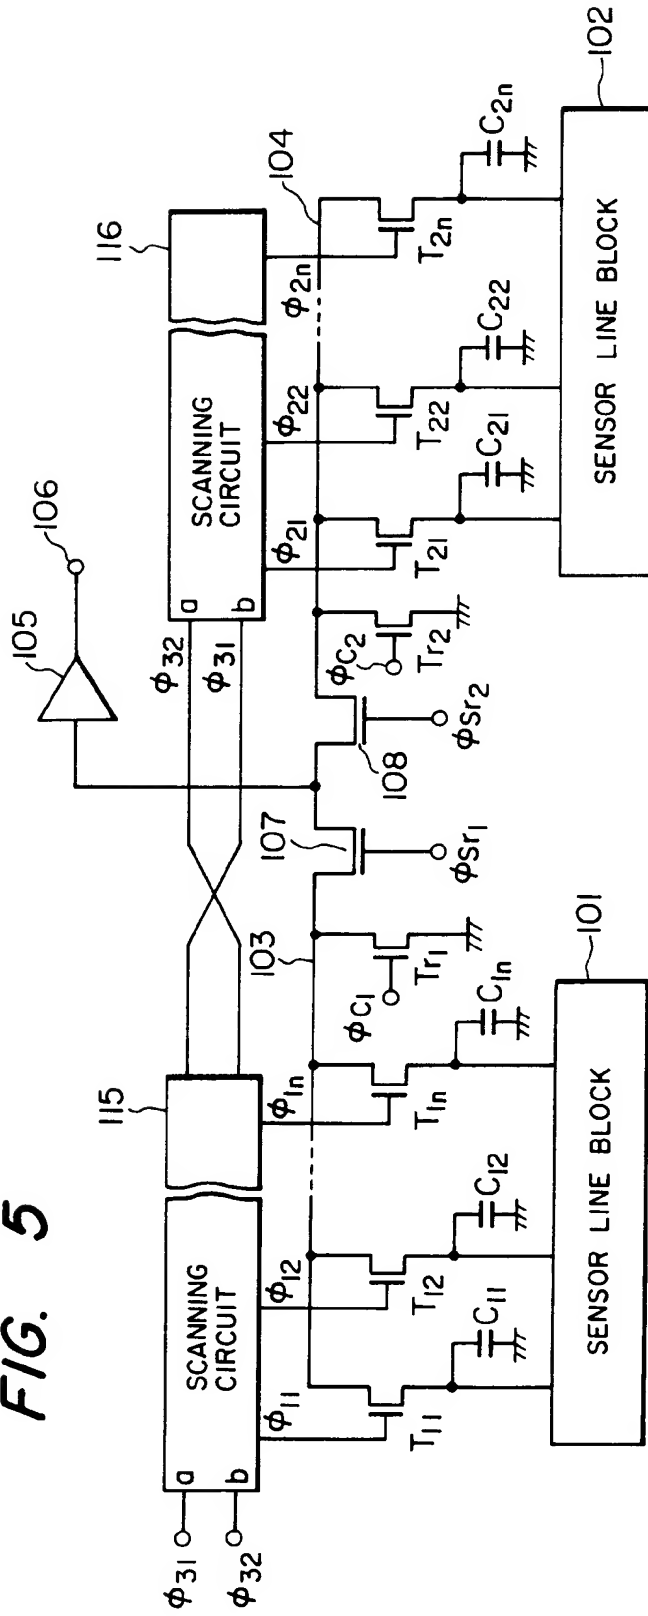 FIG. 5
106
105
116
115
SCANNING
CIRCUIT
a
b
φ31
φ32
SCANNING
CIRCUIT
a
b
φ32
φ31
φ11
φ12
φ1n
φ21
φ22
φ2n
103
104
107
108
φC1
φC2
φSr1
φSr2
Tr1
Tr2
T11
T12
T1n
T21
T22
T2n
C11
C12
C1n
C21
C22
C2n
101
102
SENSOR LINE BLOCK
SENSOR LINE BLOCK